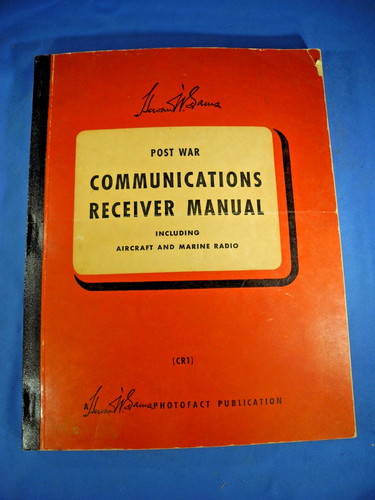 Howard W. Sams
POST WAR
COMMUNICATIONS
RECEIVER MANUAL
INCLUDING
AIRCRAFT AND MARINE RADIO
(CR1)
A Howard W. Sams PHOTOFACT PUBLICATION